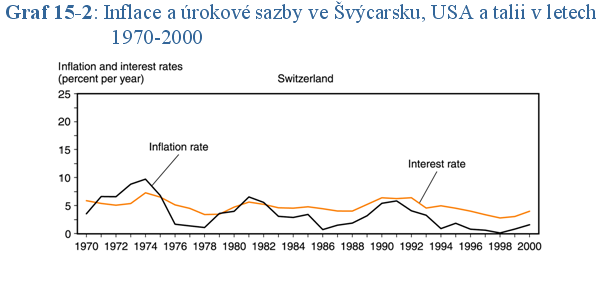 Graf 15-2: Inflace a úrokové sazby ve Švýcarsku, USA a talii v letech
1970-2000
Inflation and interest rates
(percent per year)
Switzerland
25
20
15
10
5
0
Inflation rate
Interest rate
1970 1972 1974 1976 1978 1980 1982 1984 1986 1988 1990 1992 1994 1996 1998 2000